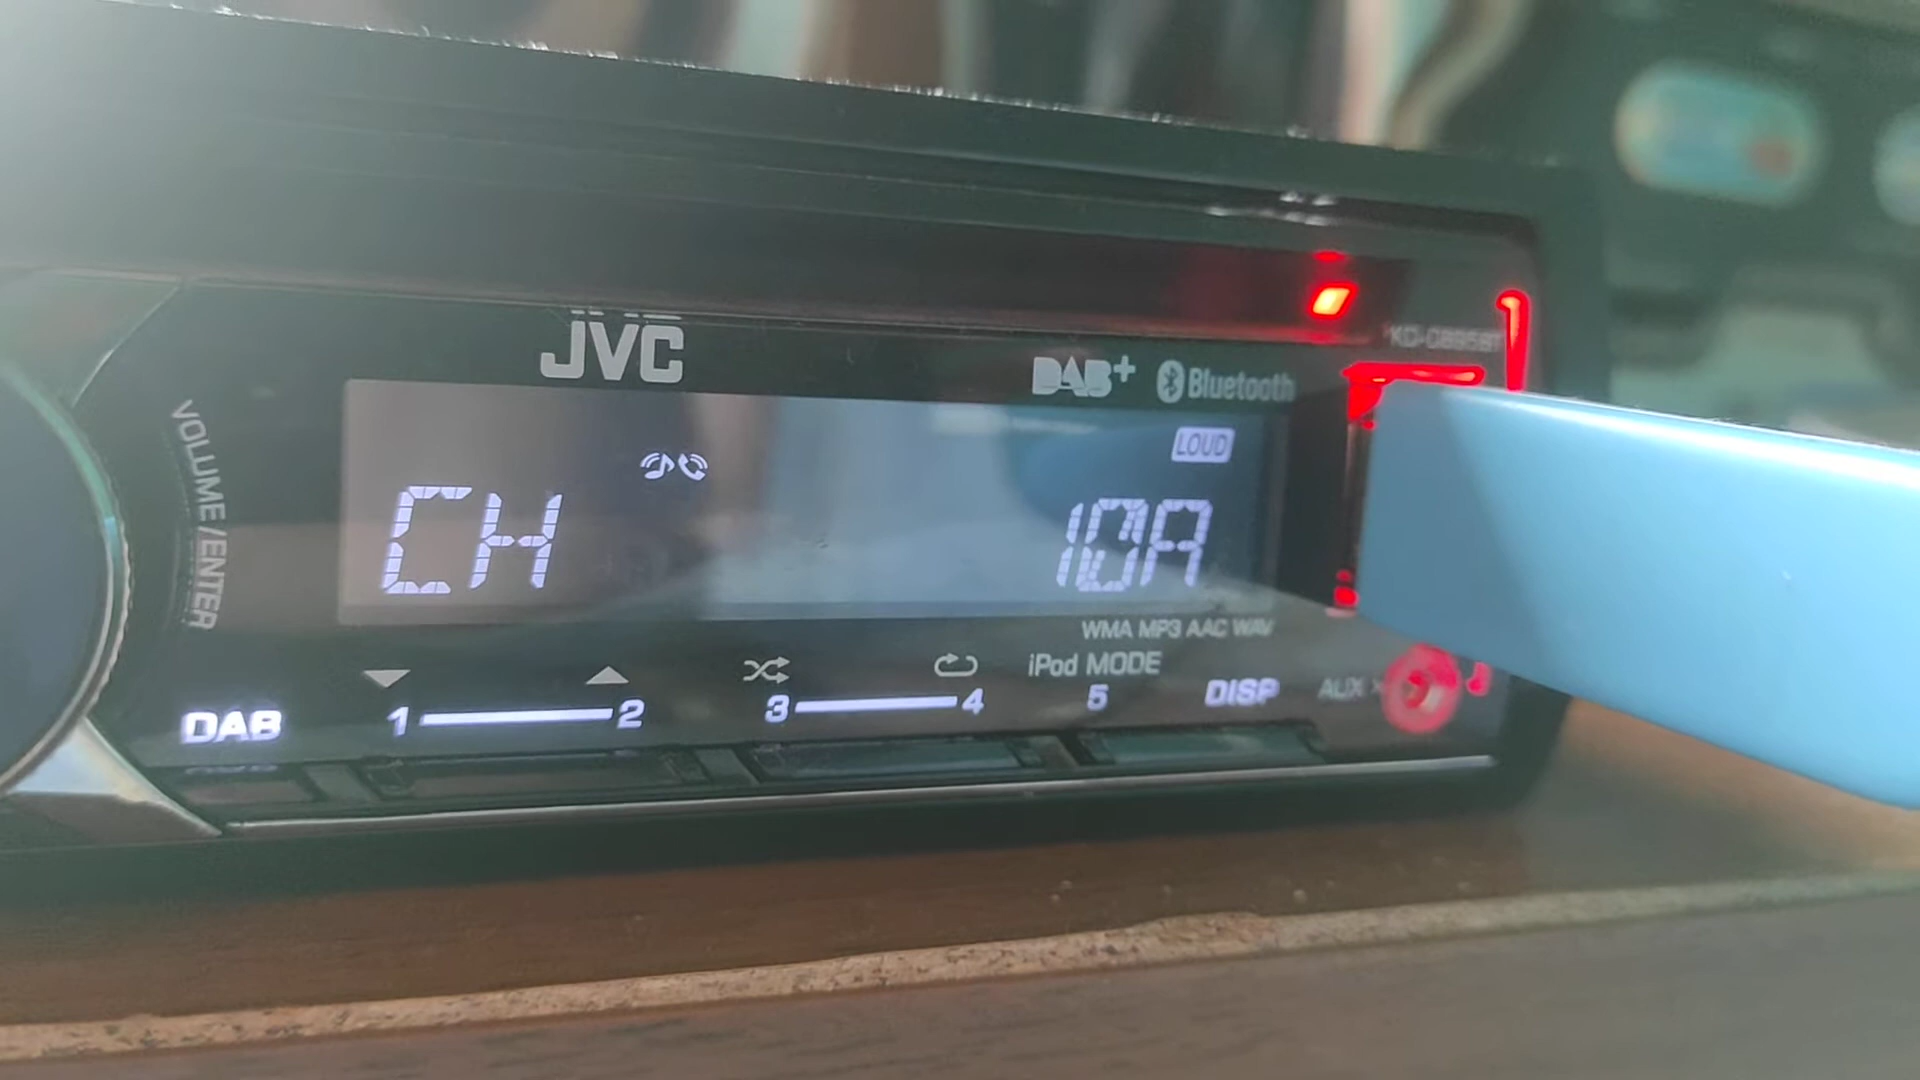 JVC
DAB+ Bluetooth
LOUD
CH 10A
VOLUME / ENTER
WMA MP3 AAC WAV
iPod MODE
DAB 1 2 3 4 5 DISP AUX